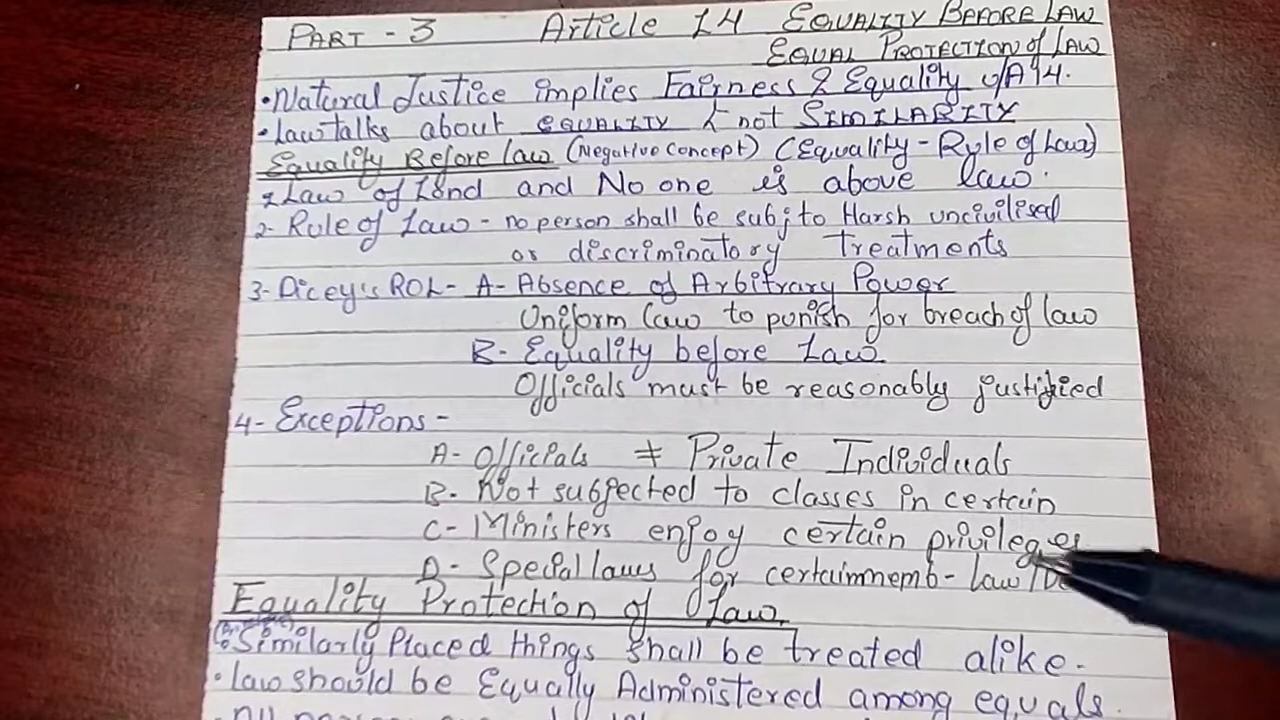 PART - 3 Article 14 EQUALITY BEFORE LAW
EQUAL PROTECTION of LAW
• Natural Justice implies Fairness & Equality u/A 14.
• Law talks about EQUALITY & not SIMILARITY
Equality Before law (Negative concept) (Equality - Rule of Law)
1 Law of Land and No one is above law.
2- Rule of Law - no person shall be subj to Harsh uncivilised
or discriminatory treatments
3- Dicey's ROL - A- Absence of Arbitrary Power
Uniform law to punish for breach of law
B- Equality before Law
Officials must be reasonably justified
4- Exceptions -
A- Officials ≠ Private Individuals
B- Not subjected to classes in certain
C- Ministers enjoy certain privileges
D- Special laws for certain memb - law
Equality Protection of Law
Similarly Placed things shall be treated alike.
• law should be Equally Administered among equals.